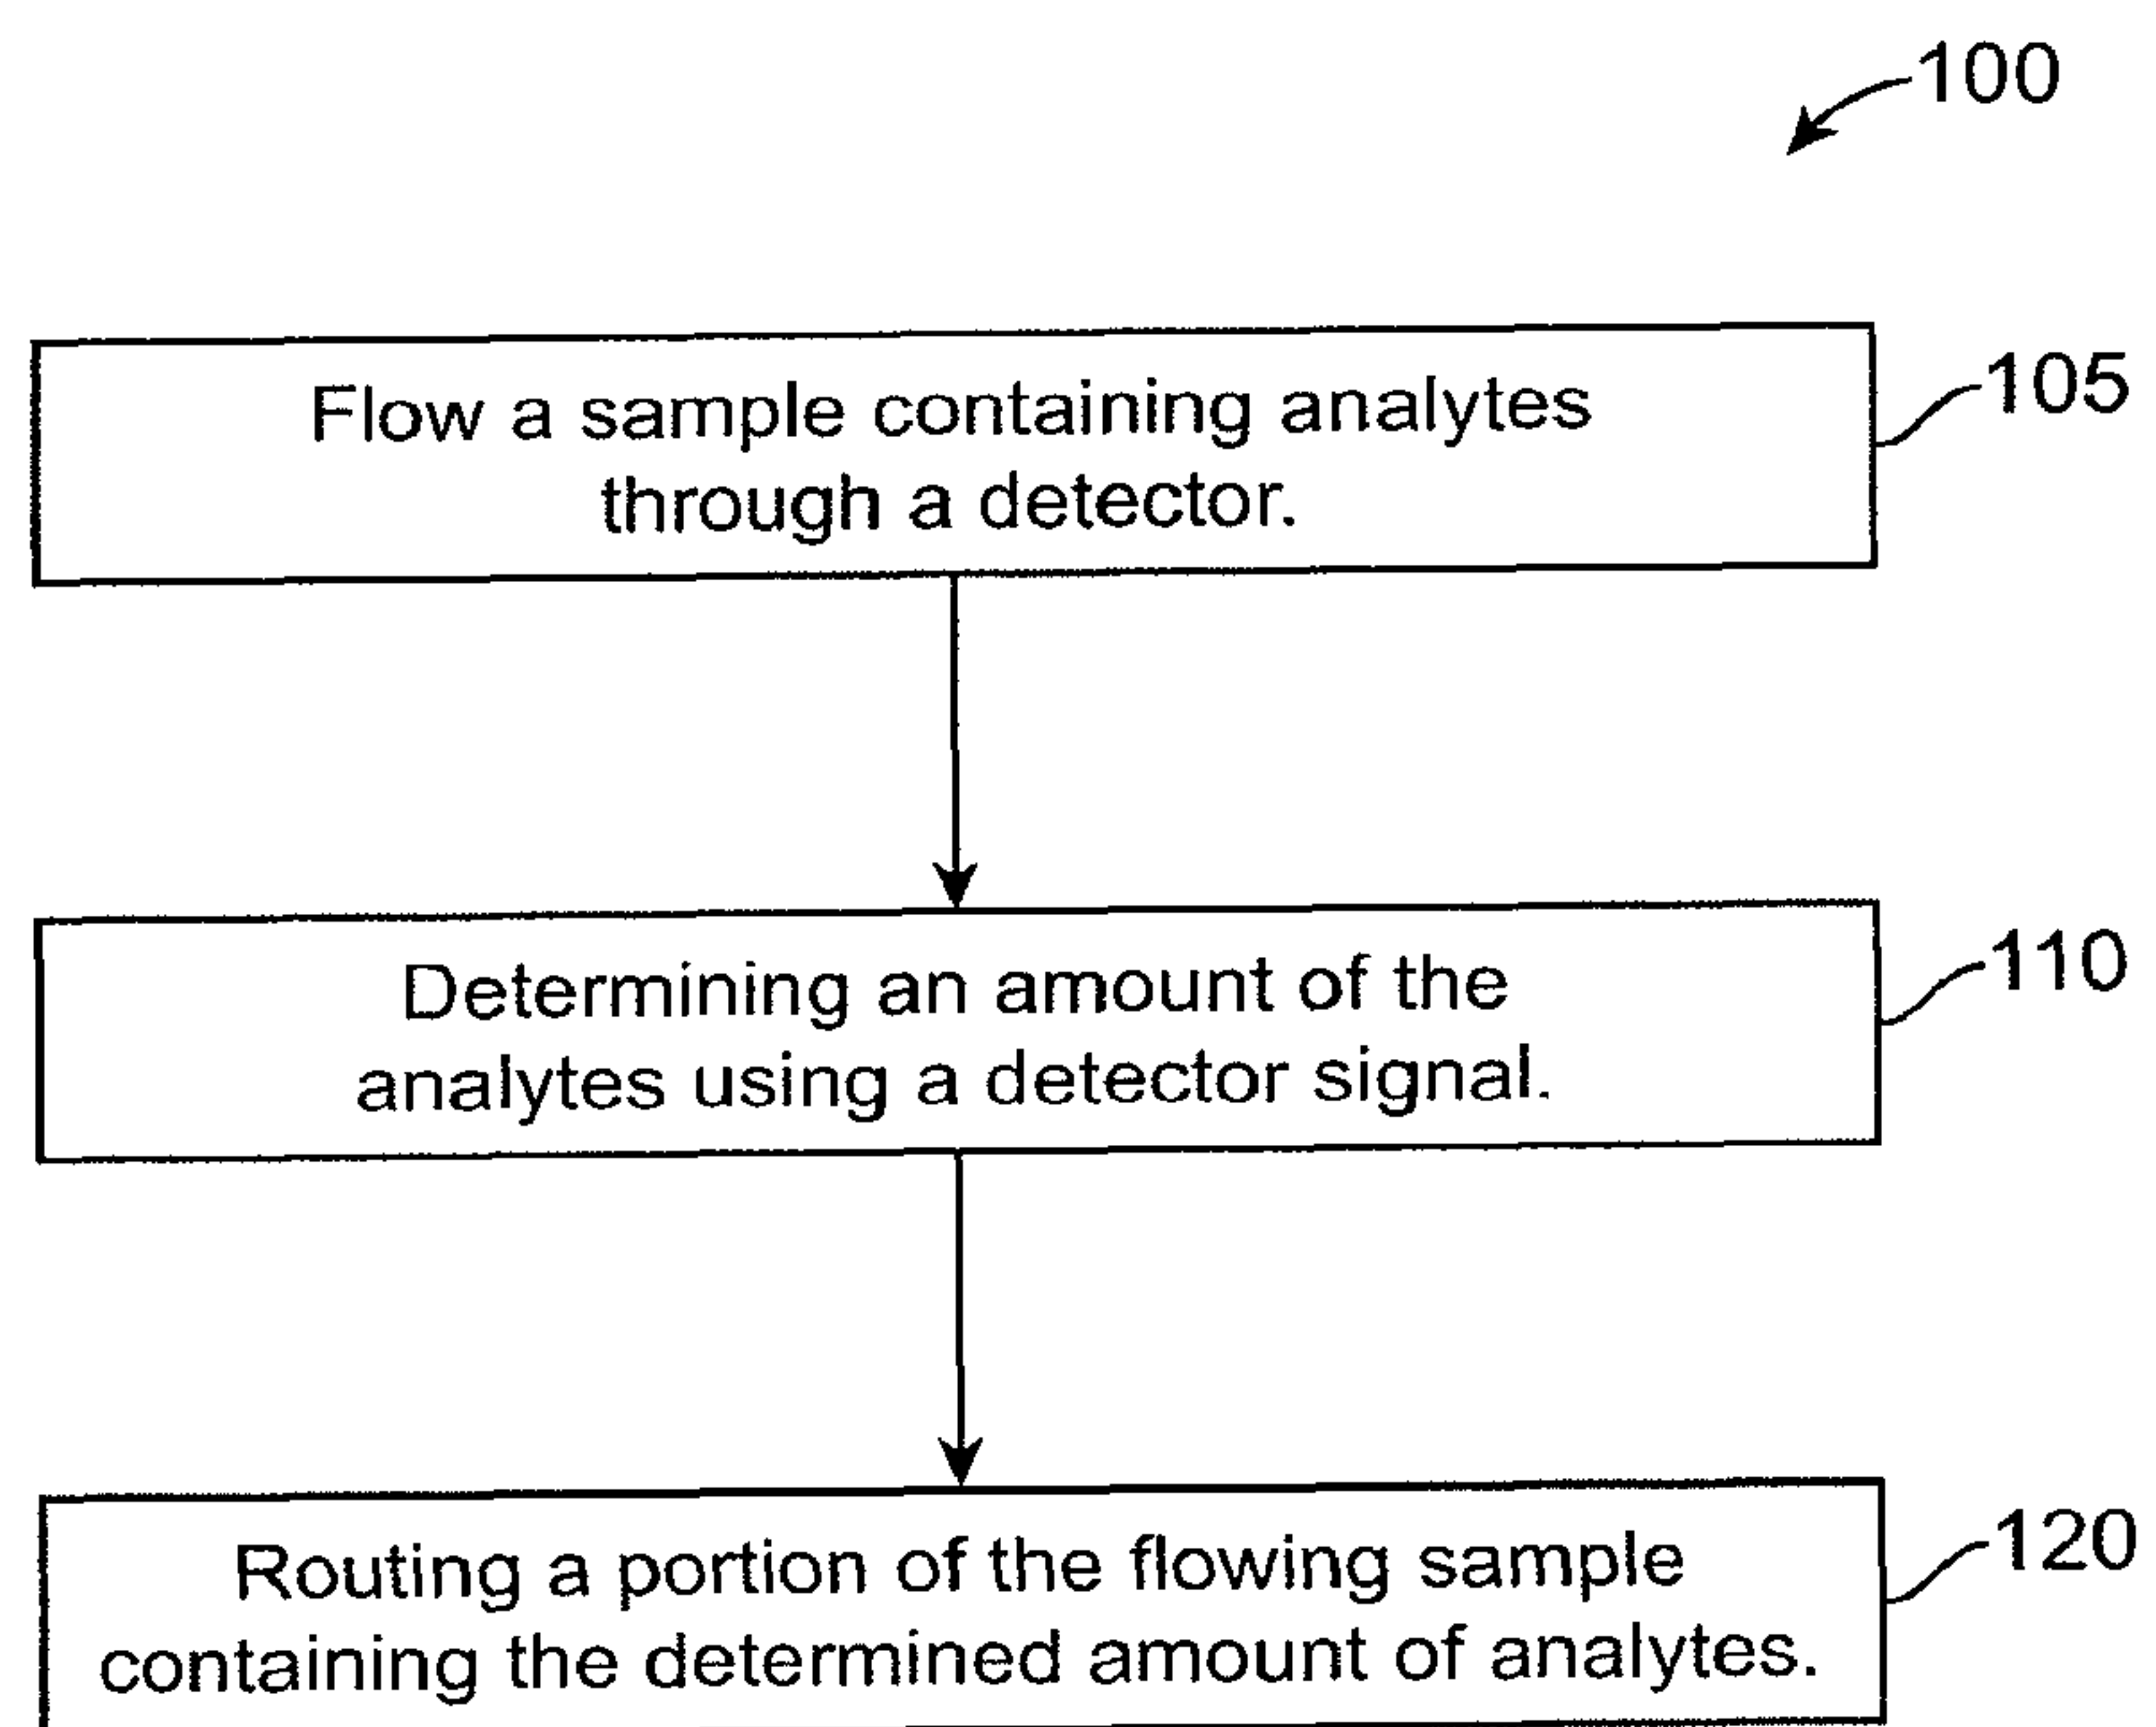 100
Flow a sample containing analytes
through a detector.
105
Determining an amount of the
analytes using a detector signal.
110
Routing a portion of the flowing sample
containing the determined amount of analytes.
120